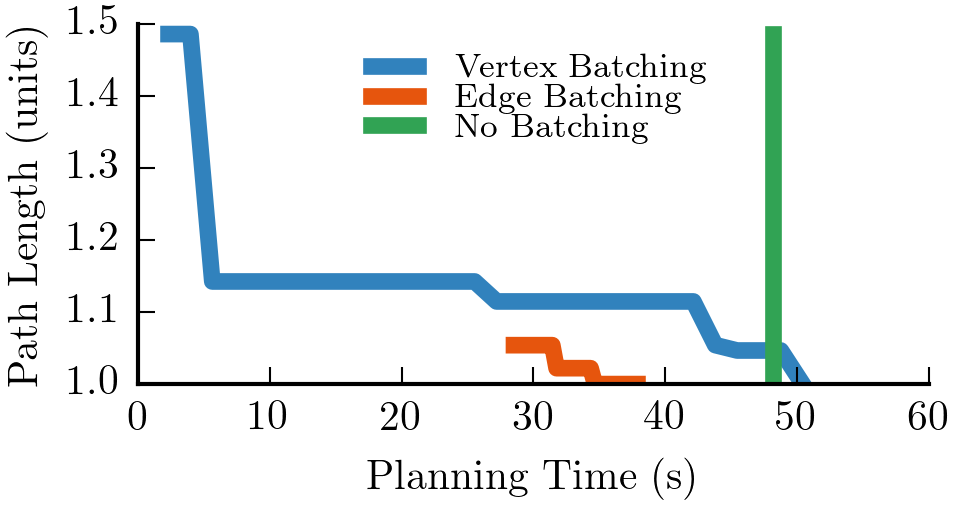 Path Length (units)
1.5
1.4
1.3
1.2
1.1
1.0
Vertex Batching
Edge Batching
No Batching
0 10 20 30 40 50 60
Planning Time (s)